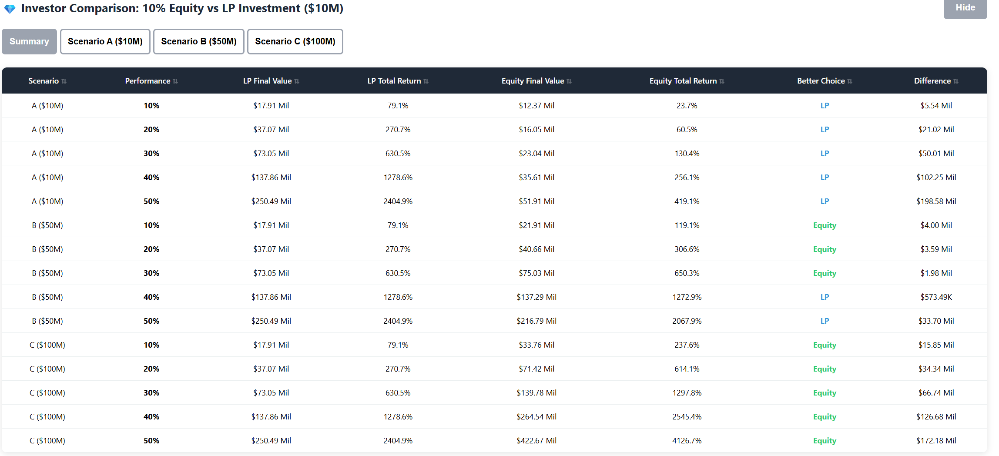 Investor Comparison: 10% Equity vs LP Investment ($10M)
Hide
Summary Scenario A ($10M) Scenario B ($50M) Scenario C ($100M)
Scenario Performance LP Final Value LP Total Return Equity Final Value Equity Total Return Better Choice Difference
A ($10M) 10% $17.91 Mil 79.1% $12.37 Mil 23.7% LP $5.54 Mil
A ($10M) 20% $37.07 Mil 270.7% $16.05 Mil 60.5% LP $21.02 Mil
A ($10M) 30% $73.05 Mil 630.5% $23.04 Mil 130.4% LP $50.01 Mil
A ($10M) 40% $137.86 Mil 1278.6% $35.61 Mil 256.1% LP $102.25 Mil
A ($10M) 50% $250.49 Mil 2404.9% $51.91 Mil 419.1% LP $198.58 Mil
B ($50M) 10% $17.91 Mil 79.1% $21.91 Mil 119.1% Equity $4.00 Mil
B ($50M) 20% $37.07 Mil 270.7% $40.66 Mil 306.6% Equity $3.59 Mil
B ($50M) 30% $73.05 Mil 630.5% $75.03 Mil 650.3% Equity $1.98 Mil
B ($50M) 40% $137.86 Mil 1278.6% $137.29 Mil 1272.9% LP $573.49K
B ($50M) 50% $250.49 Mil 2404.9% $216.79 Mil 2067.9% LP $33.70 Mil
C ($100M) 10% $17.91 Mil 79.1% $33.76 Mil 237.6% Equity $15.85 Mil
C ($100M) 20% $37.07 Mil 270.7% $71.42 Mil 614.1% Equity $34.34 Mil
C ($100M) 30% $73.05 Mil 630.5% $139.78 Mil 1297.8% Equity $66.74 Mil
C ($100M) 40% $137.86 Mil 1278.6% $264.54 Mil 2545.4% Equity $126.68 Mil
C ($100M) 50% $250.49 Mil 2404.9% $422.67 Mil 4126.7% Equity $172.18 Mil